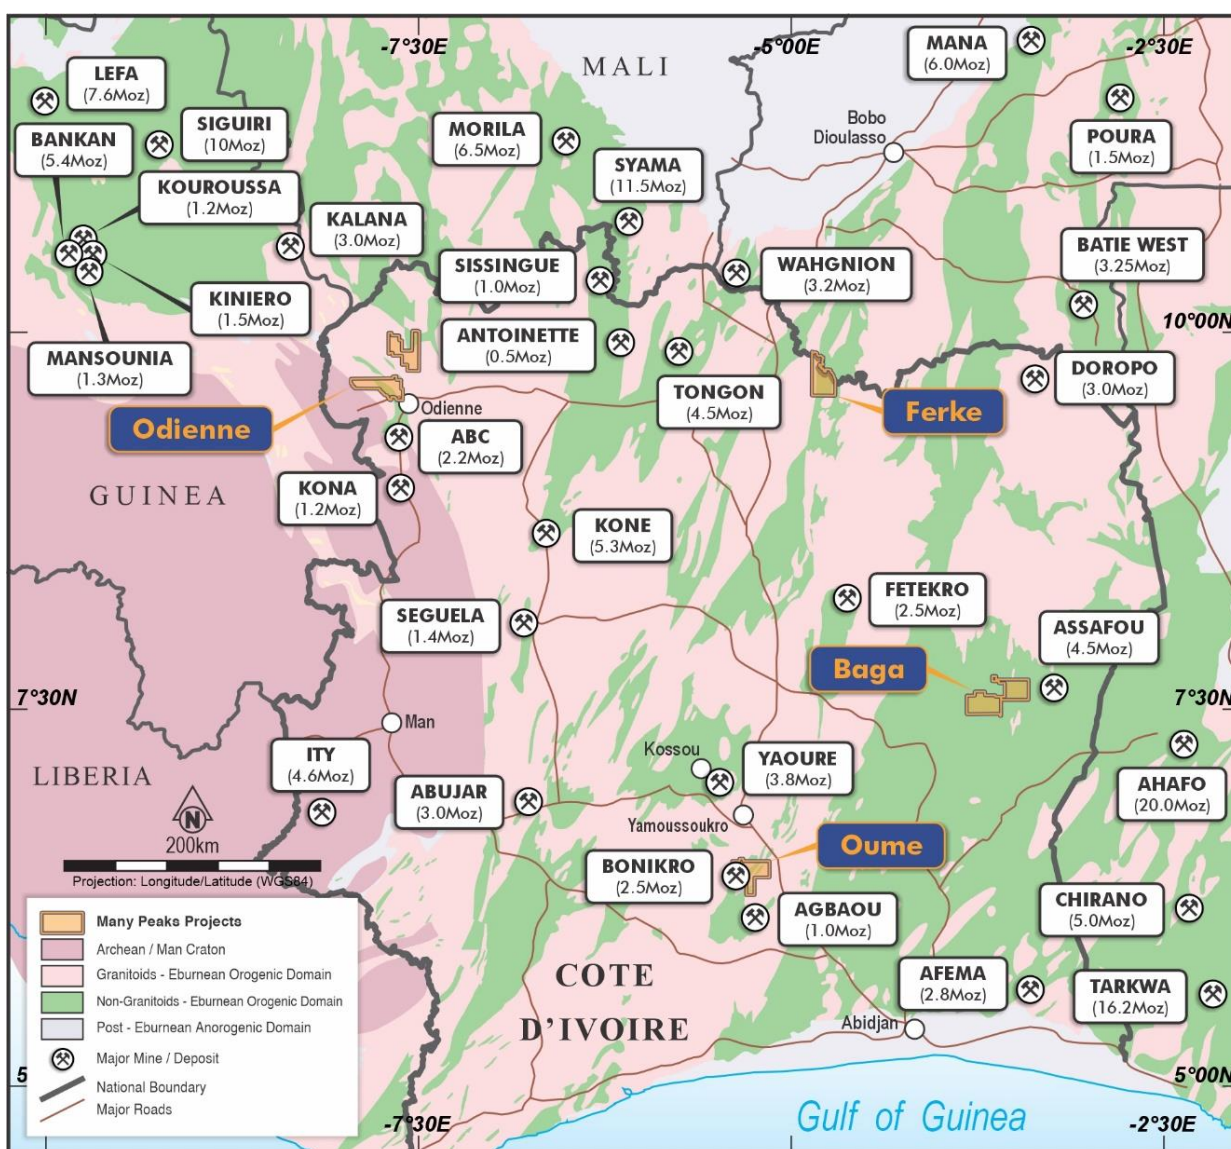 -7°30E
-5°00E
-2°30E
MALI
MANA
(6.0Moz)
LEFA
(7.6Moz)
SIGUIRI
(10Moz)
BANKAN
(5.4Moz)
MORILA
(6.5Moz)
Bobo
Dioulasso
POURA
(1.5Moz)
KOUROUSSA
(1.2Moz)
SYAMA
(11.5Moz)
KALANA
(3.0Moz)
SISSINGUE
(1.0Moz)
WAHGNION
(3.2Moz)
BATIE WEST
(3.25Moz)
KINIERO
(1.5Moz)
10°00N
MANSOUNIA
(1.3Moz)
ANTOINETTE
(0.5Moz)
TONGON
(4.5Moz)
DOROPO
(3.0Moz)
Odienne
Odienne
Ferke
ABC
(2.2Moz)
GUINEA
KONA
(1.2Moz)
KONE
(5.3Moz)
FETEKRO
(2.5Moz)
SEGUELA
(1.4Moz)
ASSAFOU
(4.5Moz)
Baga
7°30N
7°30N
Man
LIBERIA
ITY
(4.6Moz)
Kossou
YAOURE
(3.8Moz)
AHAFO
(20.0Moz)
ABUJAR
(3.0Moz)
N
200km
Yamoussoukro
Oume
Projection: Longitude/Latitude (WGS84)
BONIKRO
(2.5Moz)
AGBAOU
(1.0Moz)
CHIRANO
(5.0Moz)
COTE
D'IVOIRE
AFEMA
(2.8Moz)
TARKWA
(16.2Moz)
Abidjan
Many Peaks Projects
Archean / Man Craton
Granitoids - Eburnean Orogenic Domain
Non-Granitoids - Eburnean Orogenic Domain
Post - Eburnean Anorogenic Domain
Major Mine / Deposit
National Boundary
Major Roads
5
5°00N
Gulf of Guinea
-7°30E
-2°30E